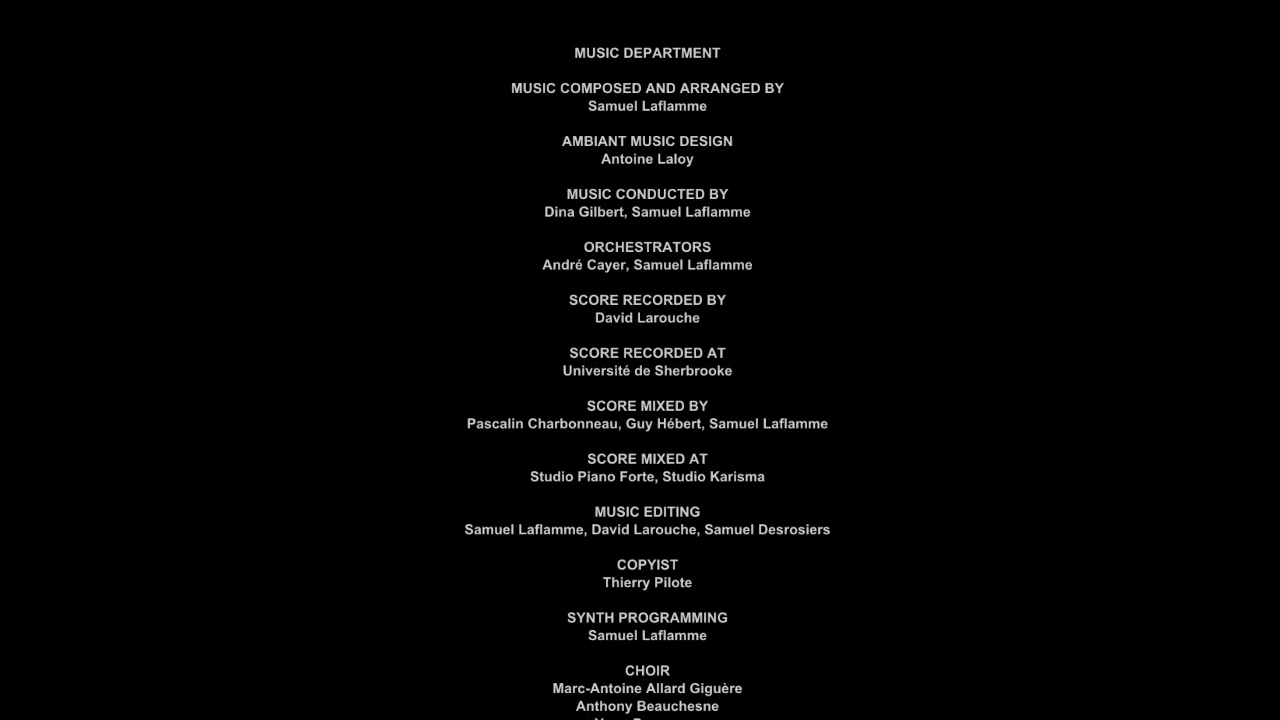 MUSIC DEPARTMENT
MUSIC COMPOSED AND ARRANGED BY
Samuel Laflamme
AMBIANT MUSIC DESIGN
Antoine Laloy
MUSIC CONDUCTED BY
Dina Gilbert, Samuel Laflamme
ORCHESTRATORS
André Cayer, Samuel Laflamme
SCORE RECORDED BY
David Larouche
SCORE RECORDED AT
Université de Sherbrooke
SCORE MIXED BY
Pascalin Charbonneau, Guy Hébert, Samuel Laflamme
SCORE MIXED AT
Studio Piano Forte, Studio Karisma
MUSIC EDITING
Samuel Laflamme, David Larouche, Samuel Desrosiers
COPYIST
Thierry Pilote
SYNTH PROGRAMMING
Samuel Laflamme
CHOIR
Marc-Antoine Allard Giguère
Anthony Beauchesne